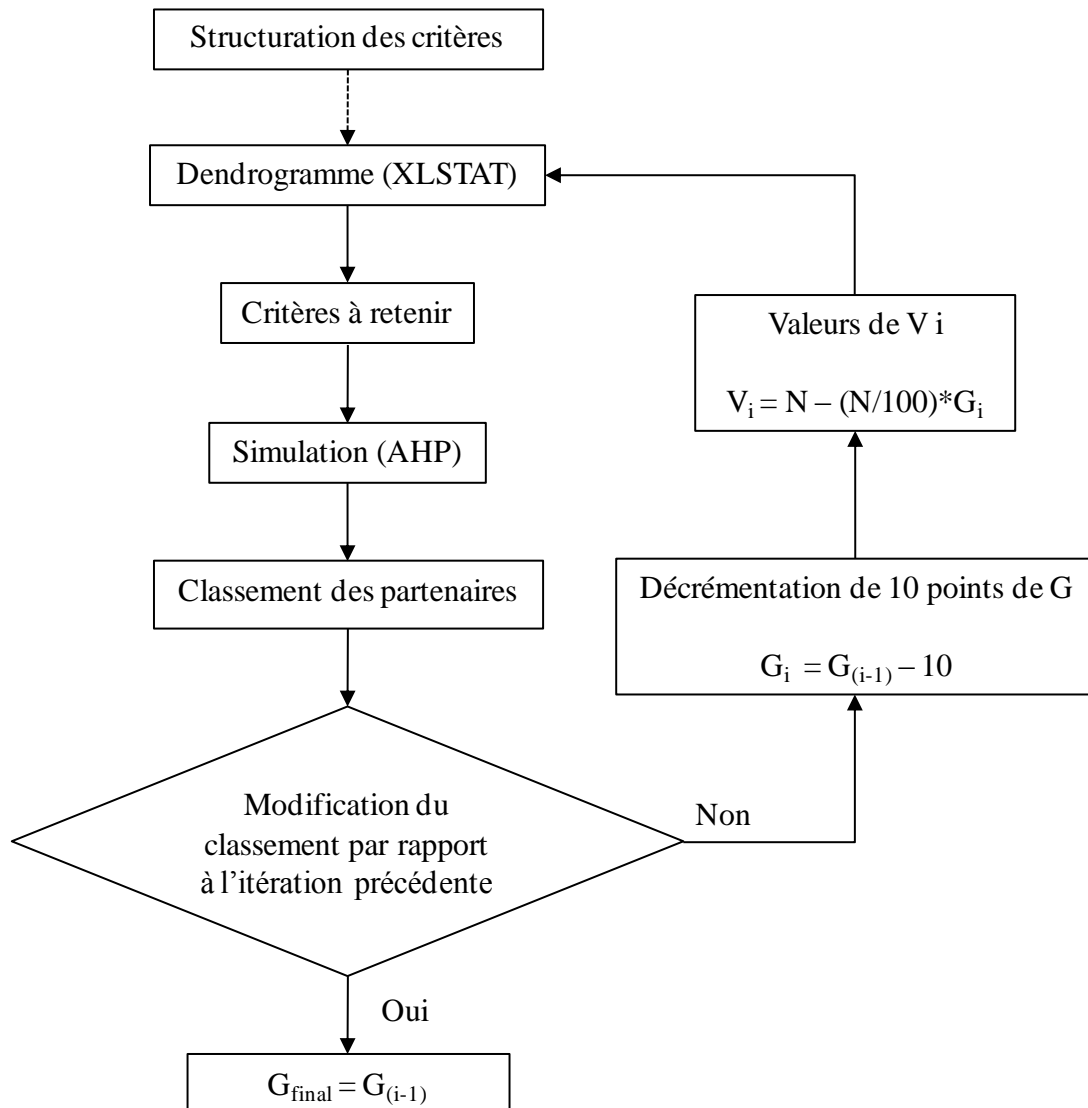 Structuration des critères
Dendrogramme (XLSTAT)
Critères à retenir
Simulation (AHP)
Classement des partenaires
Modification du
classement par rapport
à l’itération précédente
Non
Oui
G_final = G_(i-1)
Décrémentation de 10 points de G
G_i = G_(i-1) – 10
Valeurs de V i
V_i = N – (N/100)*G_i